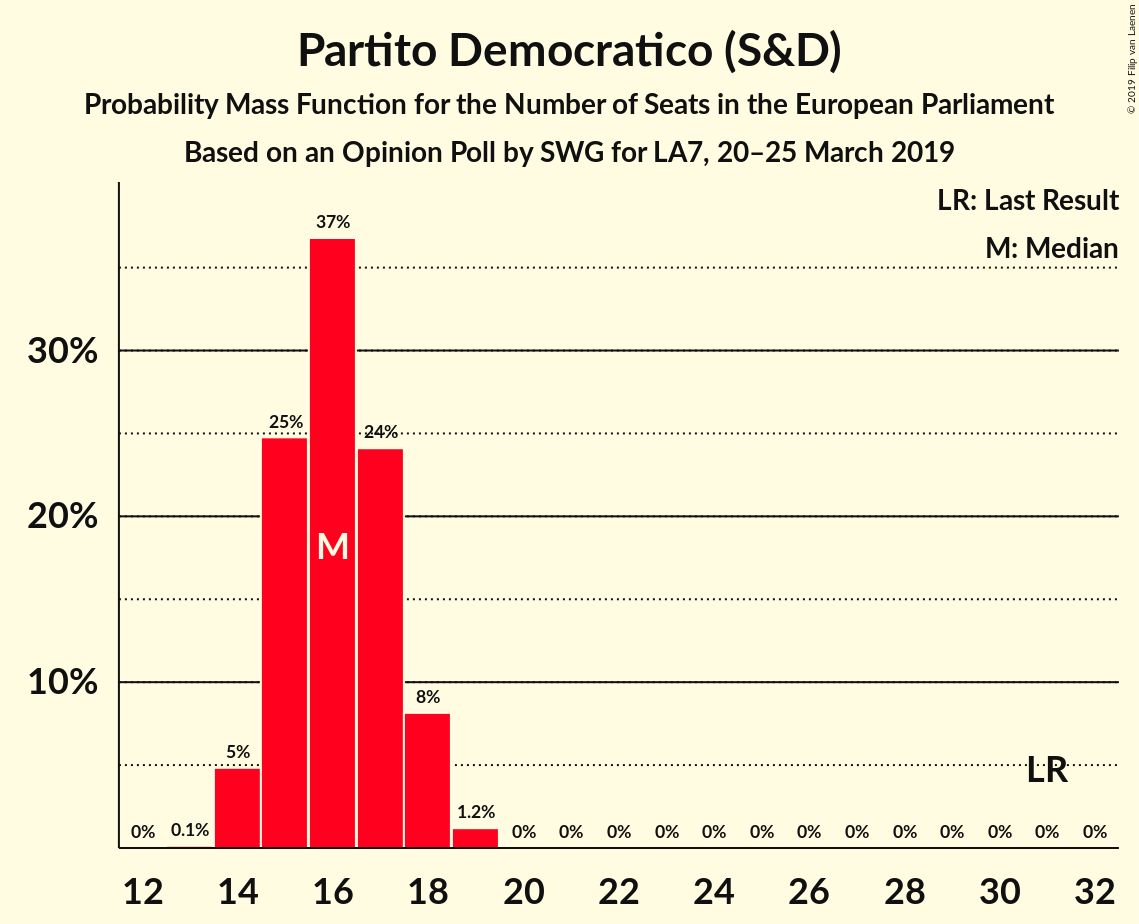 Partito Democratico (S&D)
Probability Mass Function for the Number of Seats in the European Parliament
Based on an Opinion Poll by SWG for LA7, 20–25 March 2019
© 2019 Filip van Laenen
LR: Last Result
M: Median
37%
30%
25%
24%
20%
M
10%
8%
5%
LR
1.2%
0% 0.1% 0% 0% 0% 0% 0% 0% 0% 0% 0% 0% 0% 0% 0%
12 14 16 18 20 22 24 26 28 30 32